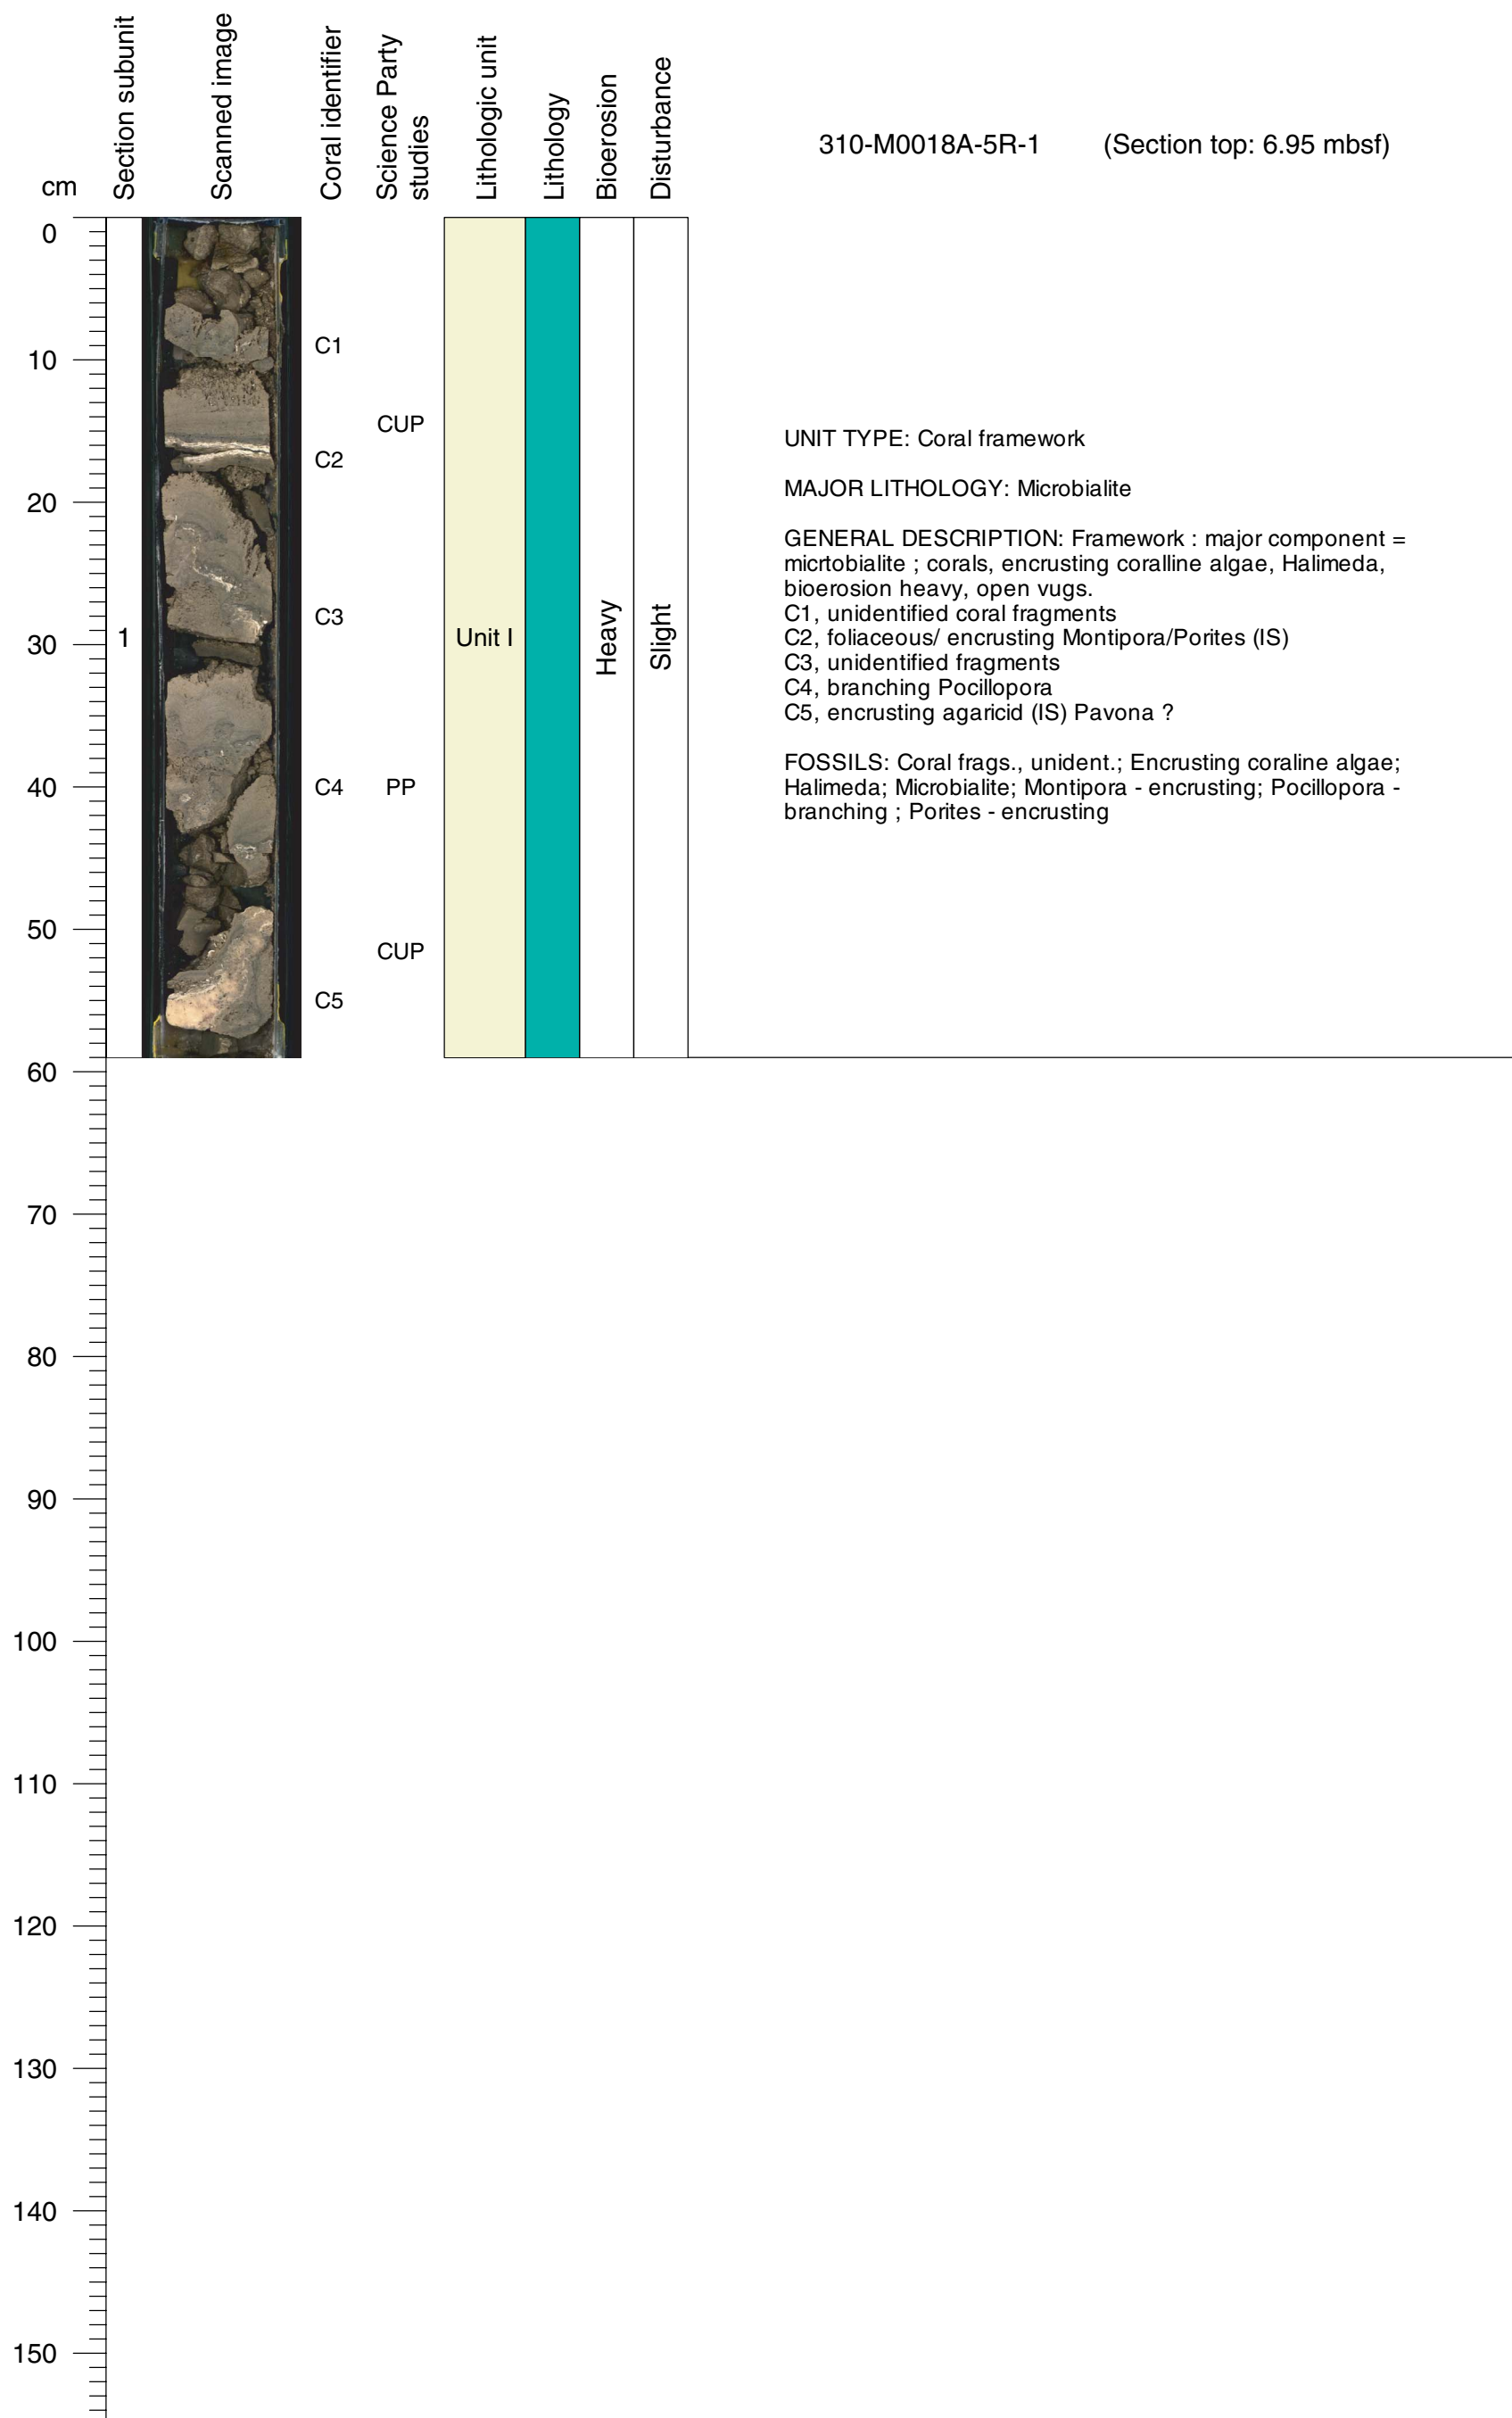 Section subunit
Scanned image
Coral identifier
Science Party
studies
Lithologic unit
Lithology
Bioerosion
Disturbance
310-M0018A-5R-1 (Section top: 6.95 mbsf)
cm
0
10
20
30
40
50
60
70
80
90
100
110
120
130
140
150
1
C1
C2
C3
C4
C5
CUP
PP
CUP
Unit I
Heavy
Slight
UNIT TYPE: Coral framework
MAJOR LITHOLOGY: Microbialite
GENERAL DESCRIPTION: Framework : major component =
micrtobialite ; corals, encrusting coralline algae, Halimeda,
bioerosion heavy, open vugs.
C1, unidentified coral fragments
C2, foliaceous/ encrusting Montipora/Porites (IS)
C3, unidentified fragments
C4, branching Pocillopora
C5, encrusting agaricid (IS) Pavona ?
FOSSILS: Coral frags., unident.; Encrusting coraline algae;
Halimeda; Microbialite; Montipora - encrusting; Pocillopora -
branching ; Porites - encrusting